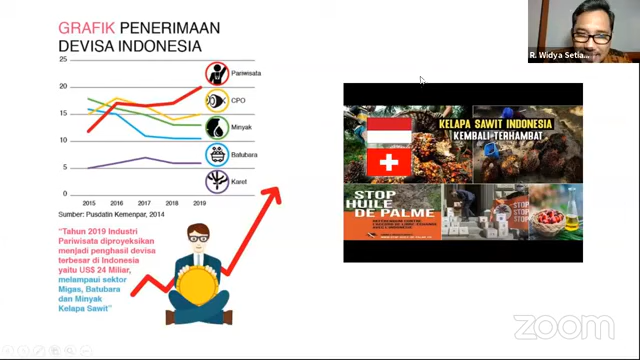 GRAFIK PENERIMAAN
DEVISA INDONESIA
25
20
15
10
5
0
2015 2016 2017 2018 2019
Pariwisata
CPO
Minyak
Batubara
Karet
Sumber: Pusdatin Kemenpar, 2014
"Tahun 2019 Industri
Pariwisata diproyeksikan
menjadi penghasil devisa
terbesar di Indonesia
yaitu US$ 24 Miliar,
melampaui sektor
Migas, Batubara
dan Minyak
Kelapa Sawit"
KELAPA SAWIT INDONESIA
KEMBALI TERHAMBAT
STOP
HUILE
DE PALME
STOP
STOP
STOP
R. Widya Setia...
zoom